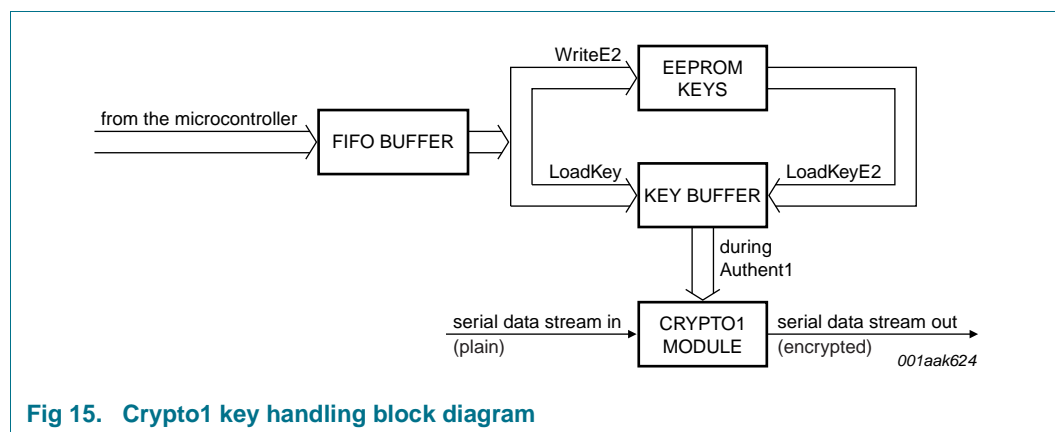 WriteE2
EEPROM
KEYS
from the microcontroller
FIFO BUFFER
LoadKey
LoadKeyE2
KEY BUFFER
during
Authent1
serial data stream in
(plain)
CRYPTO1
MODULE
serial data stream out
(encrypted)
001aak624
Fig 15. Crypto1 key handling block diagram